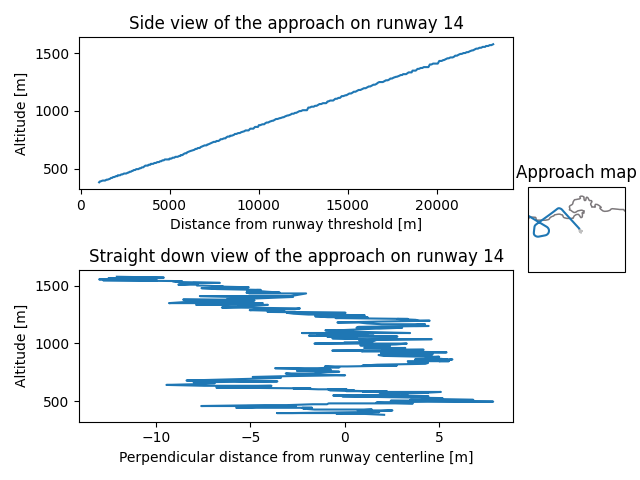 Side view of the approach on runway 14
1500
1000
500
Altitude [m]
0 5000 10000 15000 20000
Distance from runway threshold [m]
Approach map
Straight down view of the approach on runway 14
1500
1000
500
Altitude [m]
−10 −5 0 5
Perpendicular distance from runway centerline [m]